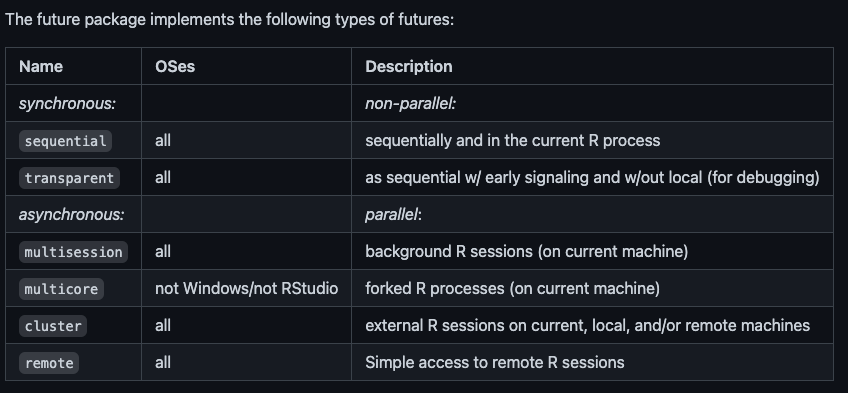 The future package implements the following types of futures:
Name OSes Description
synchronous: non-parallel:
sequential all sequentially and in the current R process
transparent all as sequential w/ early signaling and w/out local (for debugging)
asynchronous: parallel:
multisession all background R sessions (on current machine)
multicore not Windows/not RStudio forked R processes (on current machine)
cluster all external R sessions on current, local, and/or remote machines
remote all Simple access to remote R sessions